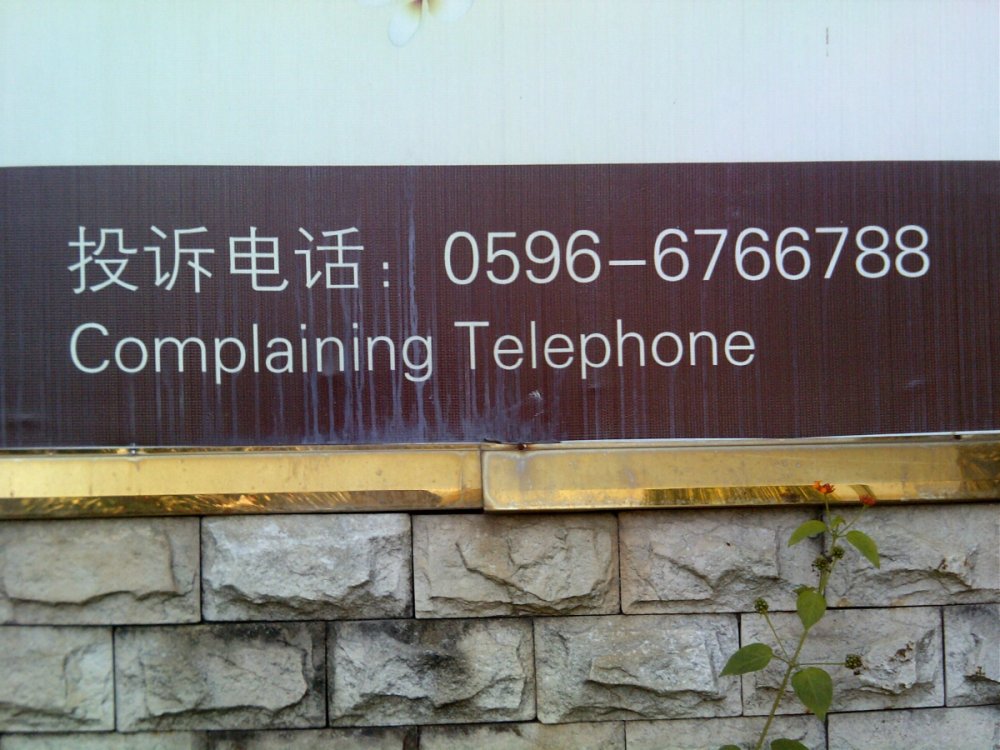 投诉电话：0596-6766788
Complaining Telephone